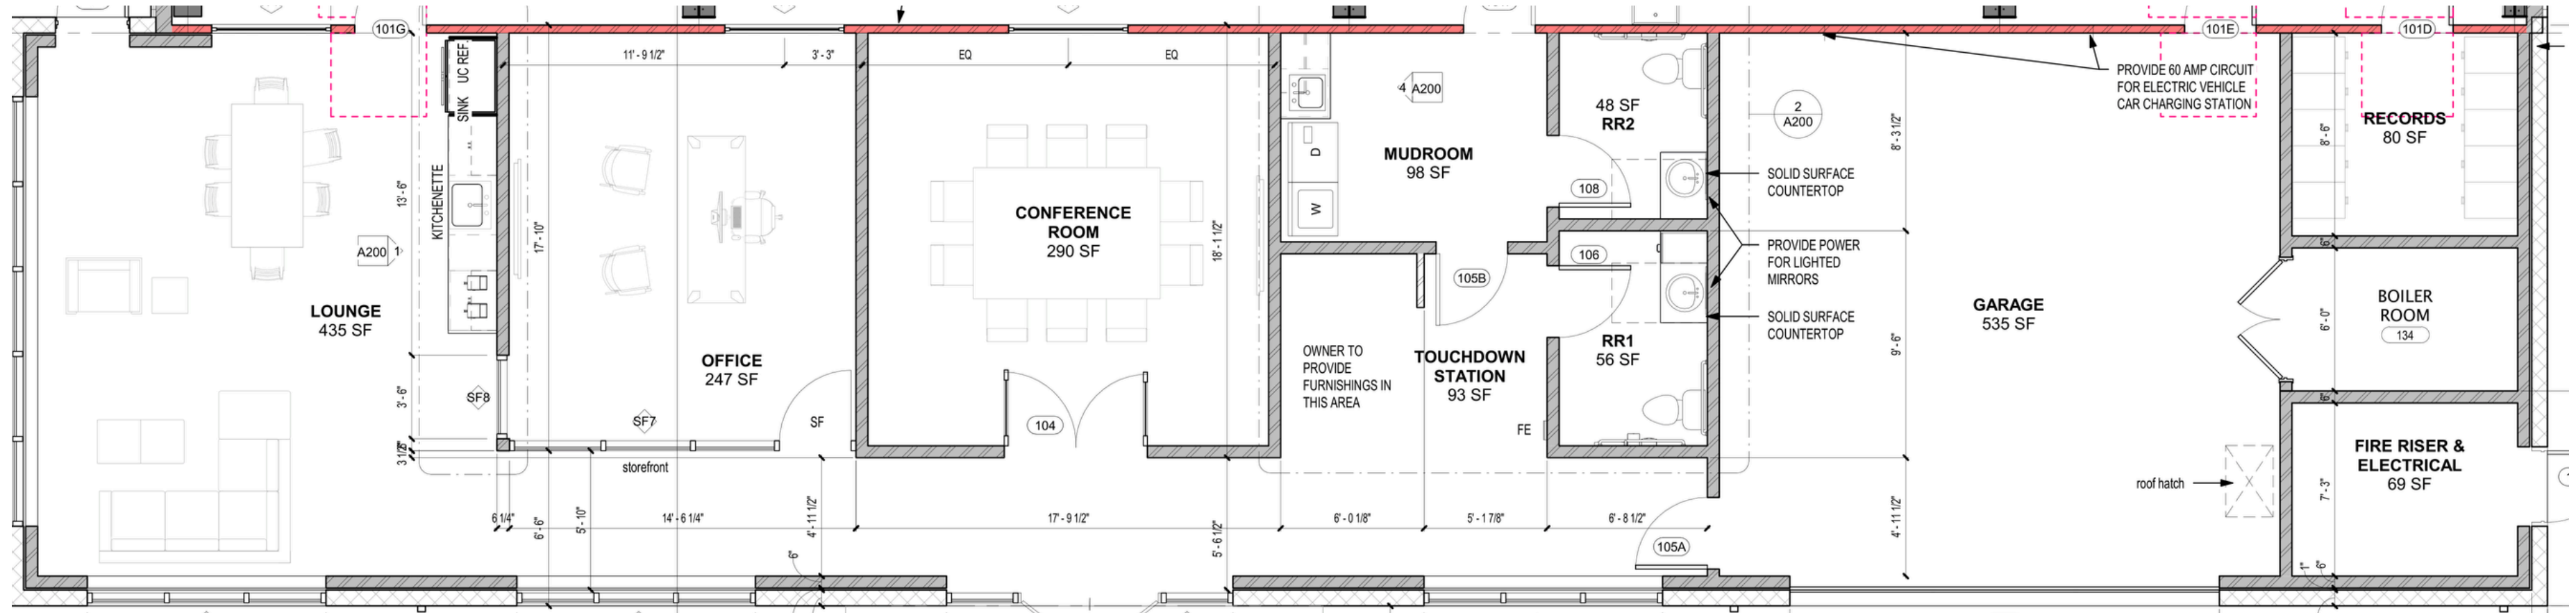 101G
101E
101D
11' - 9 1/2"
3' - 3"
EQ
EQ
UC REF.
SINK
KITCHENETTE
13' - 6"
A200
1
LOUNGE
435 SF
3' - 6"
SF8
17' - 10"
OFFICE
247 SF
SF7
SF
storefront
CONFERENCE
ROOM
290 SF
18' - 1 1/2"
104
4
A200
MUDROOM
98 SF
D
W
48 SF
RR2
108
106
105B
OWNER TO
PROVIDE
FURNISHINGS IN
THIS AREA
TOUCHDOWN
STATION
93 SF
RR1
56 SF
FE
2
A200
SOLID SURFACE
COUNTERTOP
PROVIDE POWER
FOR LIGHTED
MIRRORS
SOLID SURFACE
COUNTERTOP
8' - 3 1/2"
9' - 6"
4' - 11 1/2"
PROVIDE 60 AMP CIRCUIT
FOR ELECTRIC VEHICLE
CAR CHARGING STATION
GARAGE
535 SF
roof hatch
RECORDS
80 SF
8' - 6"
6"
BOILER
ROOM
134
6' - 0"
6"
FIRE RISER &
ELECTRICAL
69 SF
7' - 3"
1"
6"
6 1/4"
6' - 6"
5' - 10"
14' - 6 1/4"
4' - 11 1/2"
6"
17' - 9 1/2"
5' - 6 1/2"
6' - 0 1/8"
5' - 1 7/8"
6' - 8 1/2"
105A